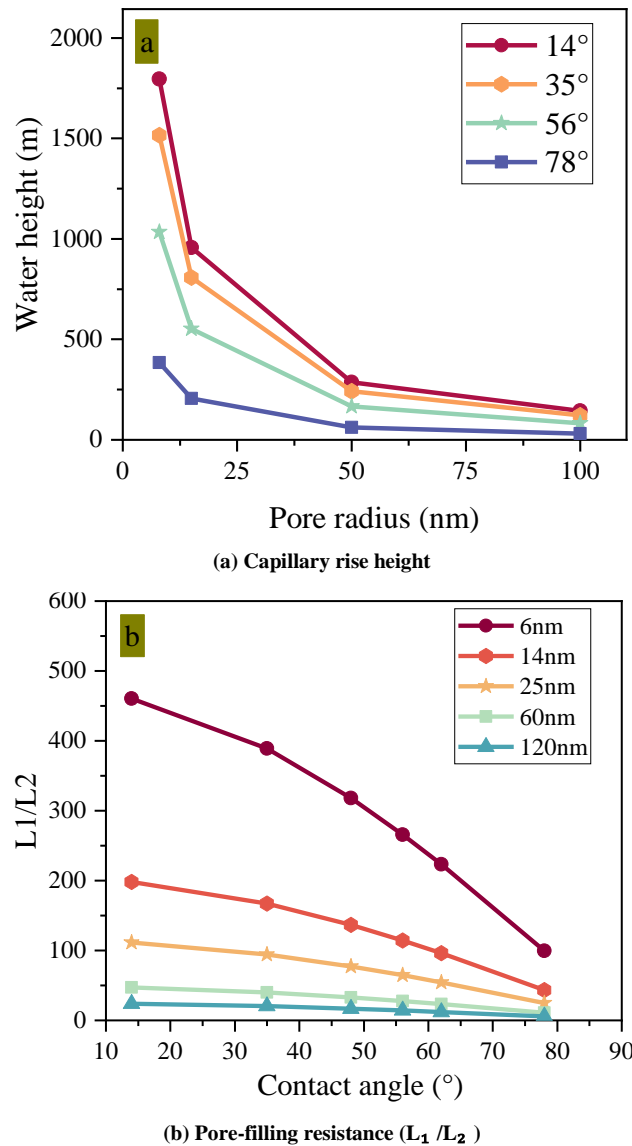 2000
a
14°
35°
56°
78°
1500
1000
500
0
Water height (m)
0 25 50 75 100
Pore radius (nm)
(a) Capillary rise height
600
b
6nm
14nm
25nm
60nm
120nm
500
400
300
200
100
0
L1/L2
10 20 30 40 50 60 70 80 90
Contact angle (°)
(b) Pore-filling resistance (L₁ /L₂ )